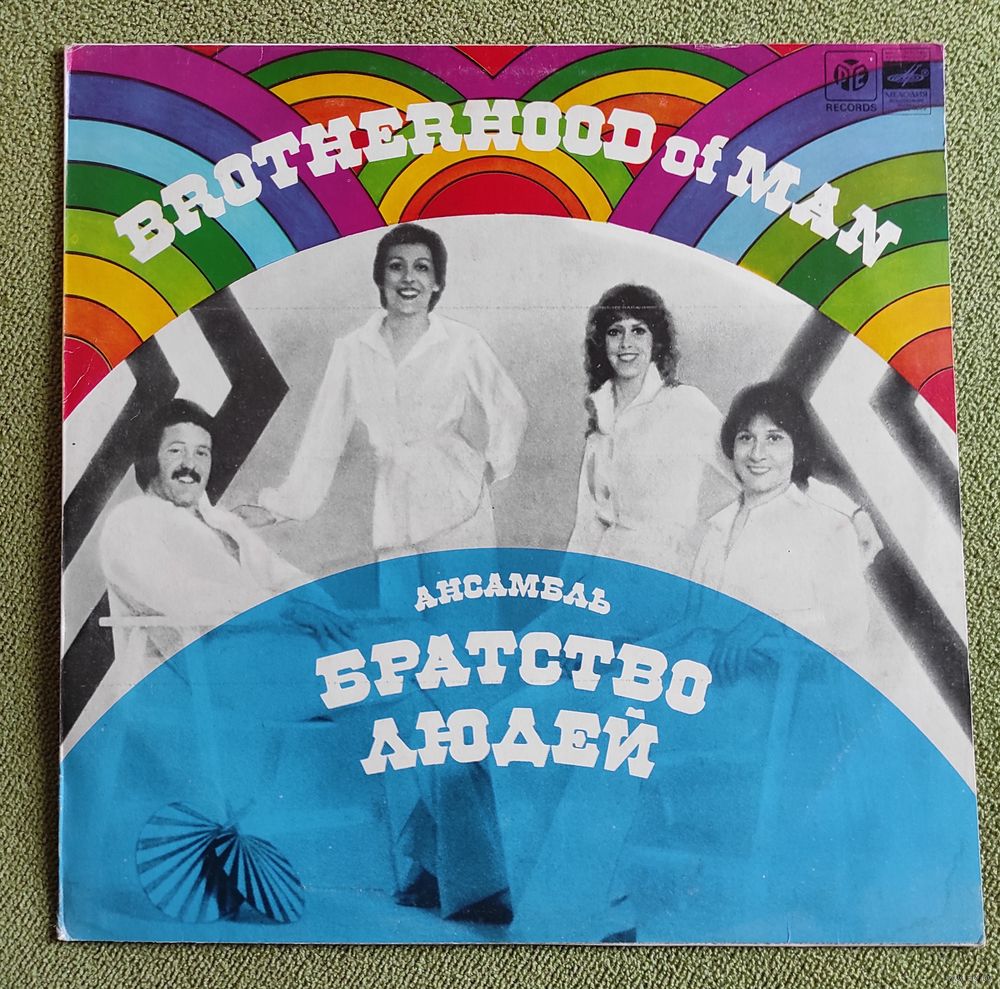 BROTHERHOOD of MAN
PYE
RECORDS
МЕЛОДИЯ
АНСАМБЛЬ
БРАТСТВО
ЛЮДЕЙ